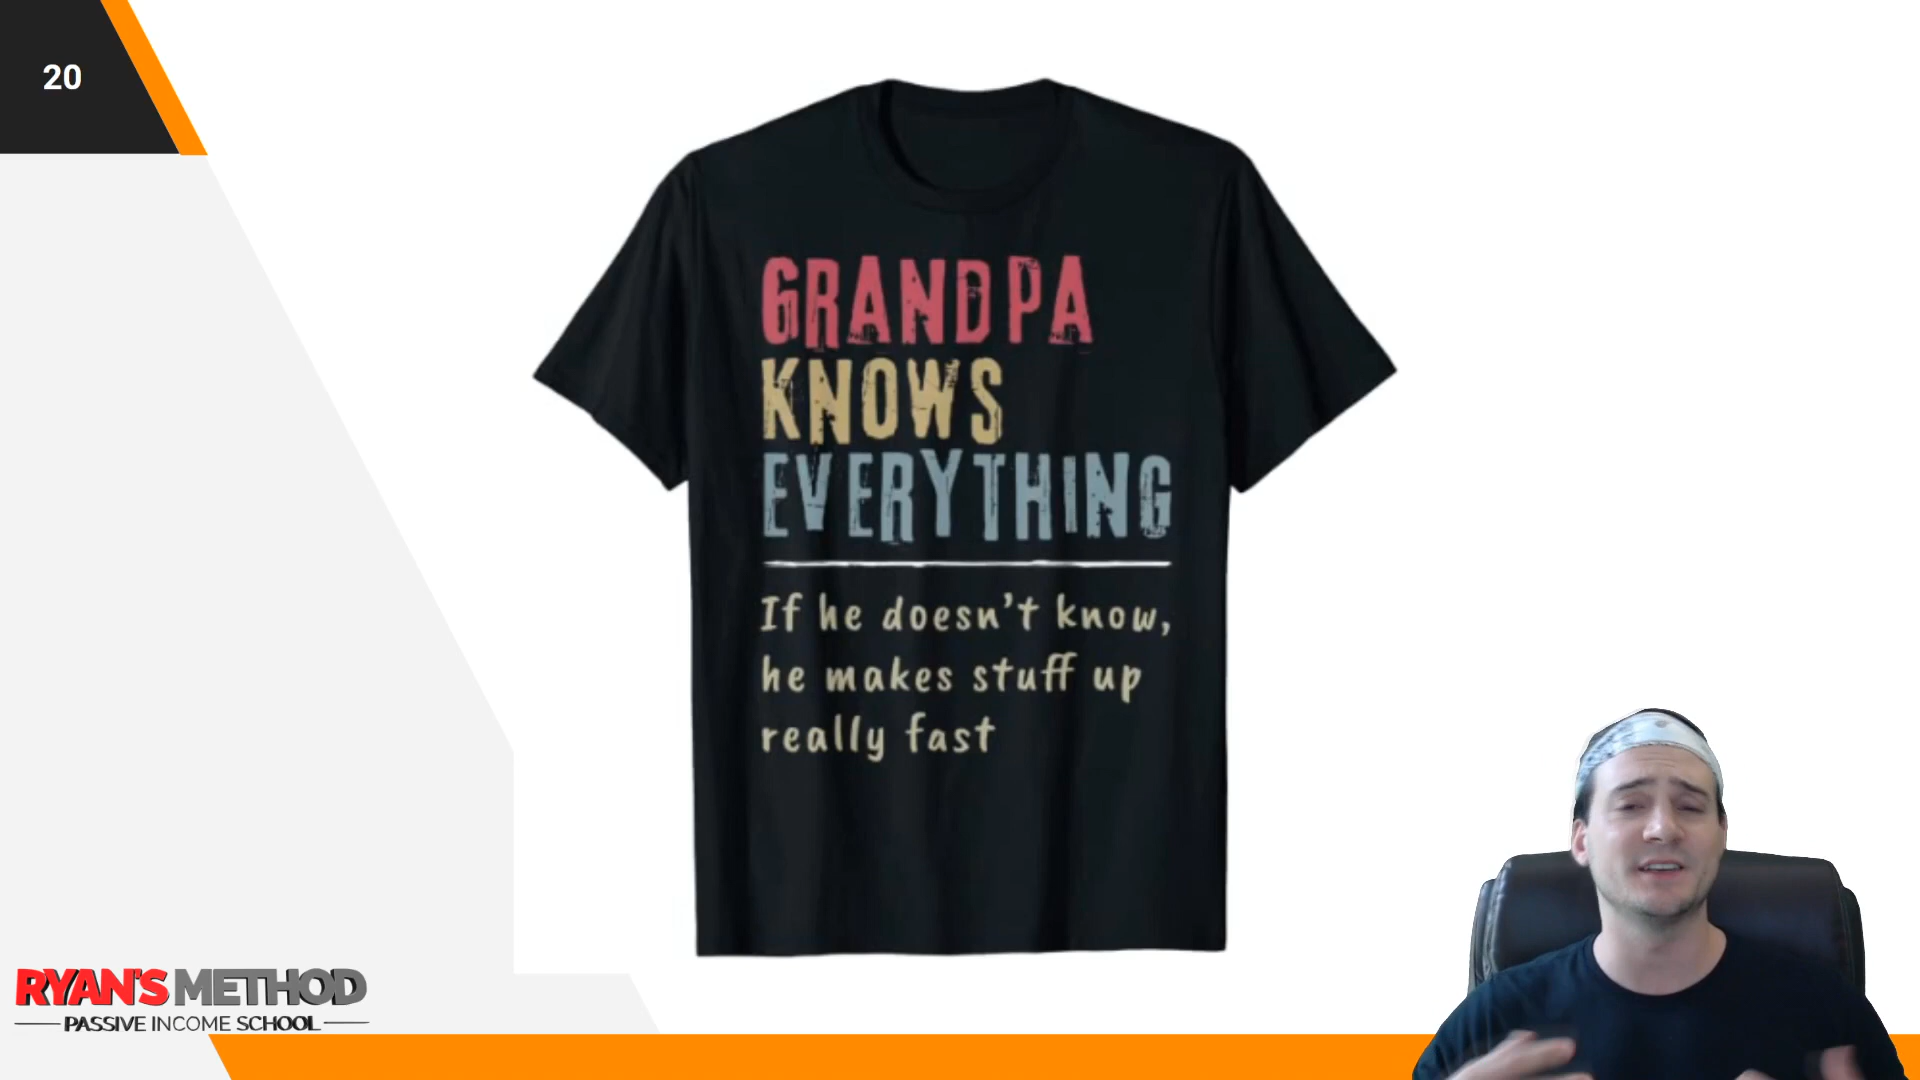 20
GRANDPA
KNOWS
EVERYTHING
If he doesn't know,
he makes stuff up
really fast
RYAN'S METHOD
PASSIVE INCOME SCHOOL